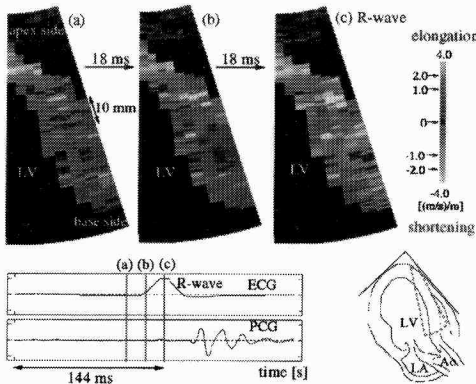 (a) (b) (c) R-wave
apex side
18 ms
18 ms
10 mm
LV LV LV
base side
elongation
4.0
2.0
1.0
0
-1.0
-2.0
-4.0
[(m/s)/m]
shortening
(a) (b) (c)
R-wave ECG
PCG
144 ms time [s]
LV
LA
Ao